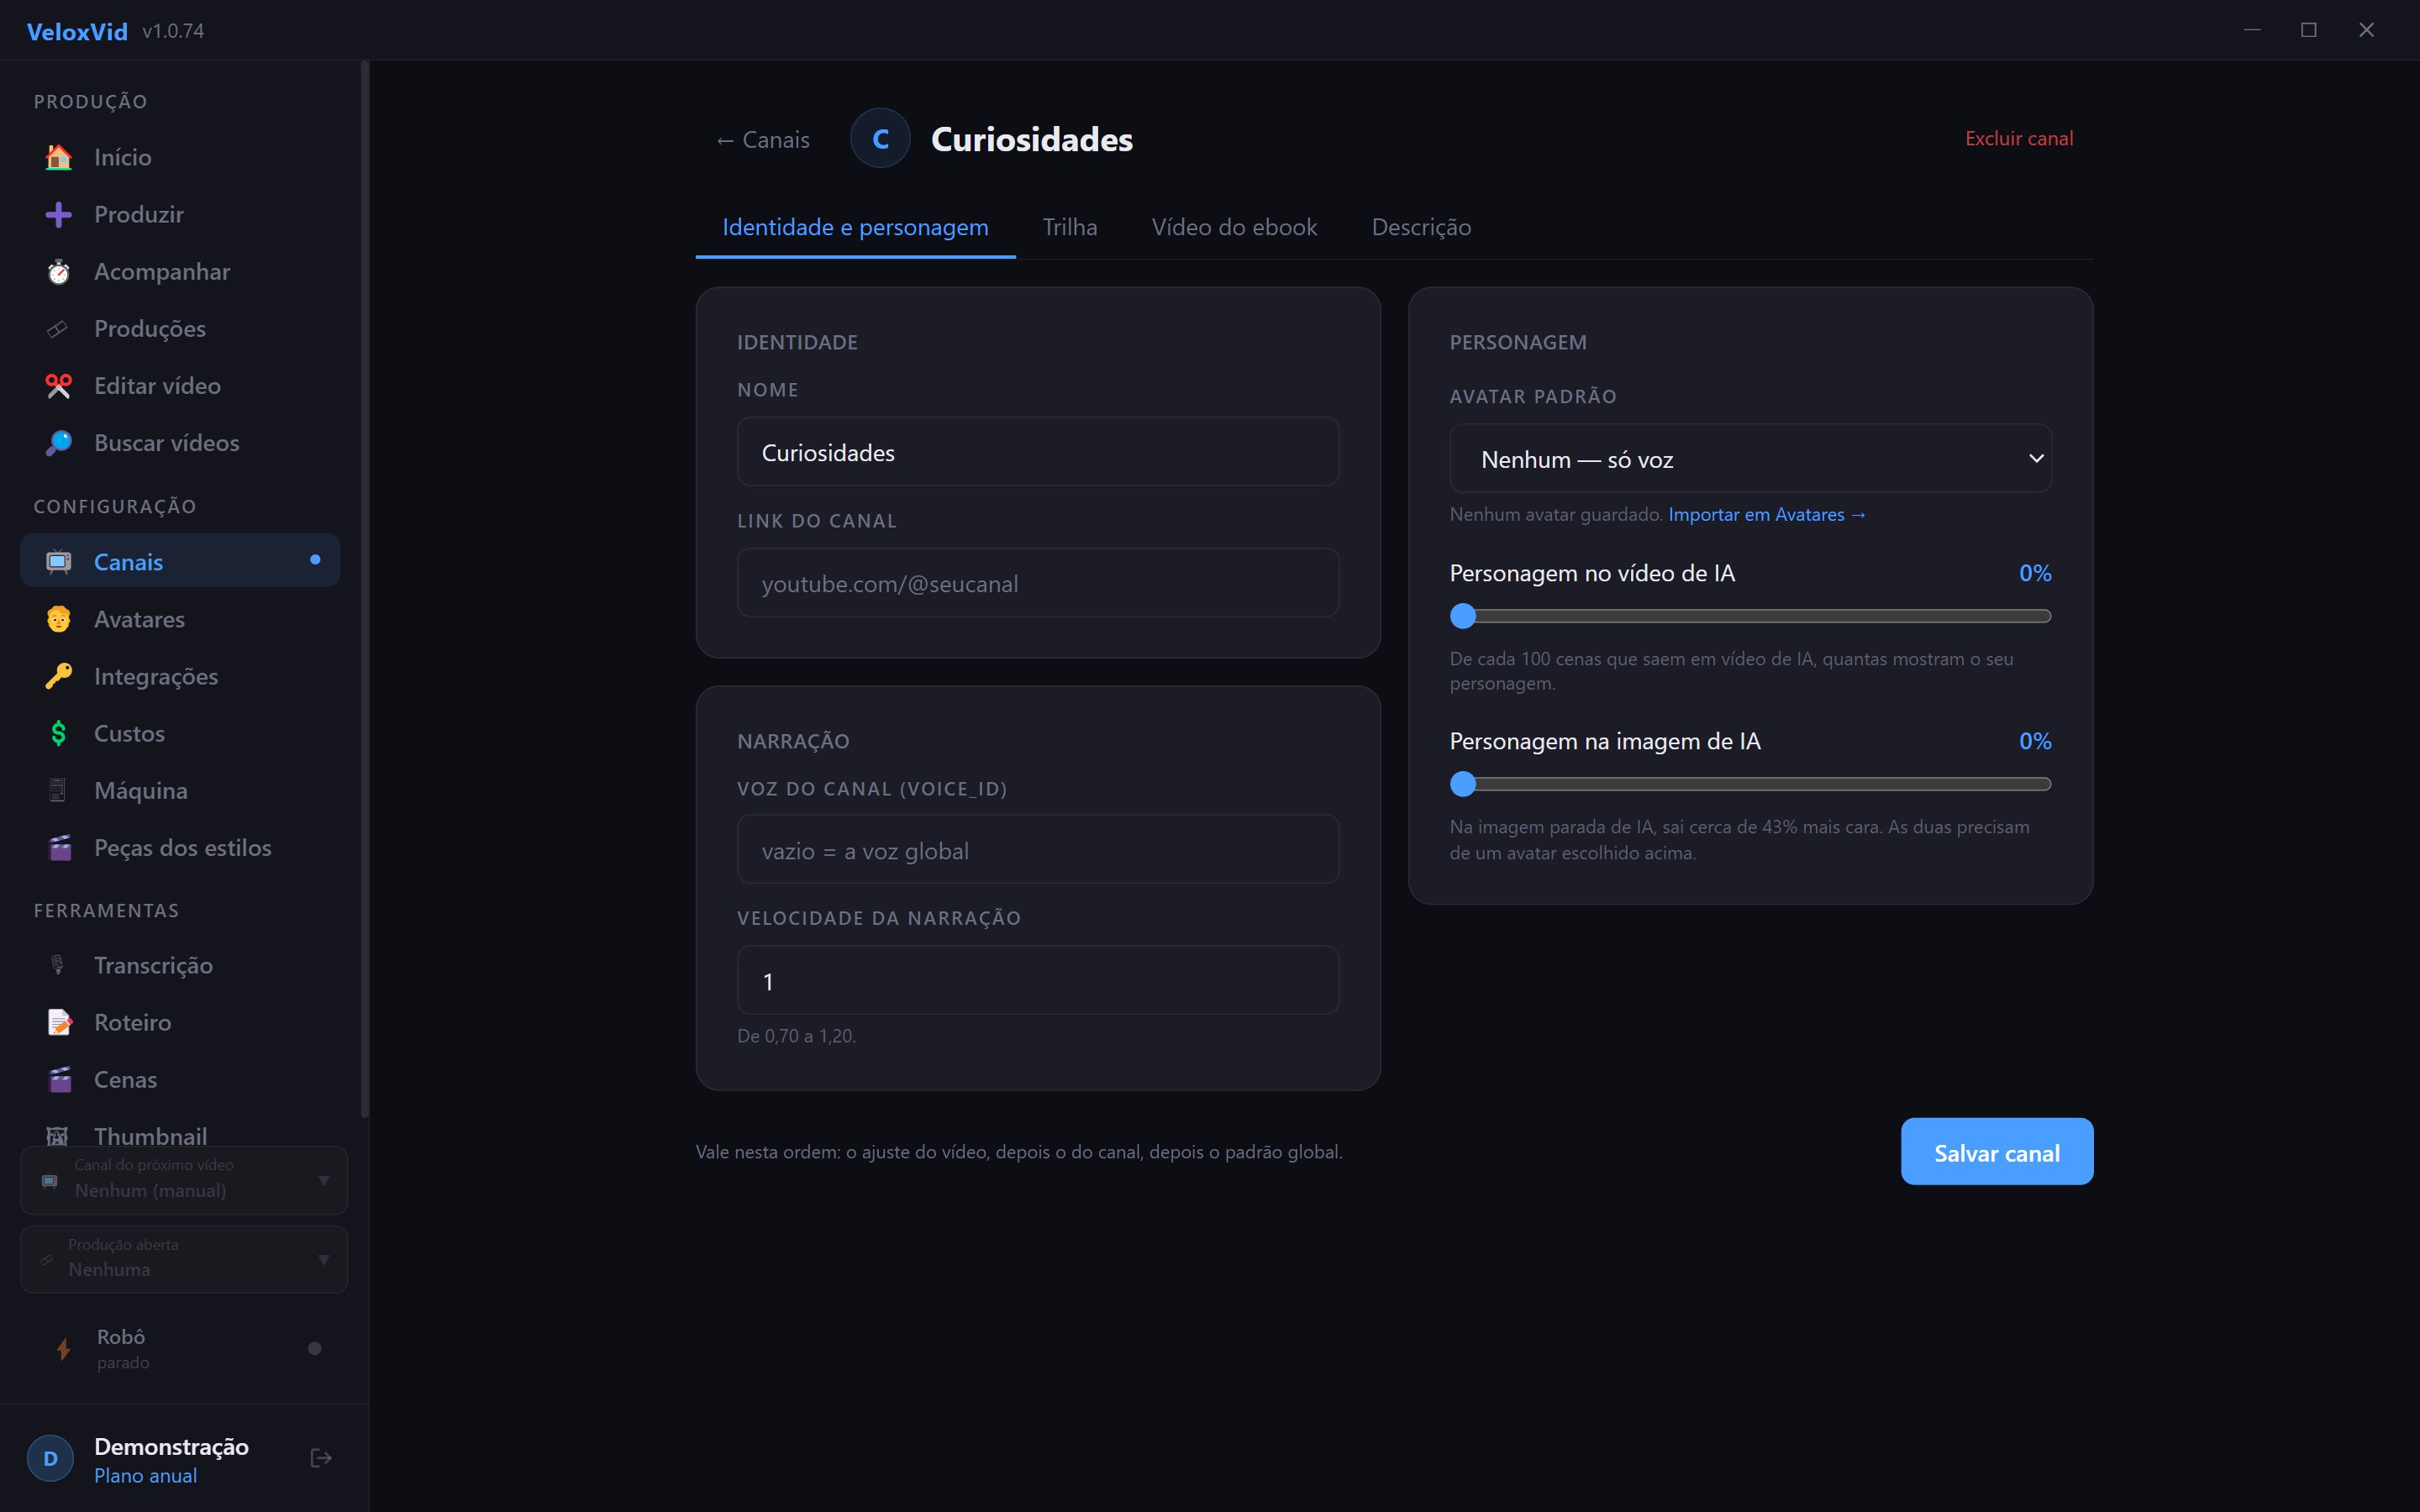 VeloxVid v1.0.74
PRODUÇÃO
Início
Produzir
Acompanhar
Produções
Editar vídeo
Buscar vídeos
CONFIGURAÇÃO
Canais
Avatares
Integrações
Custos
Máquina
Peças dos estilos
FERRAMENTAS
Transcrição
Roteiro
Cenas
Thumbnail
Canal do próximo vídeo
Nenhum (manual)
Produção aberta
Nenhuma
Robô
parado
D
Demonstração
Plano anual
← Canais
C
Curiosidades
Excluir canal
Identidade e personagem
Trilha
Vídeo do ebook
Descrição
IDENTIDADE
NOME
Curiosidades
LINK DO CANAL
youtube.com/@seucanal
NARRAÇÃO
VOZ DO CANAL (VOICE_ID)
vazio = a voz global
VELOCIDADE DA NARRAÇÃO
1
De 0,70 a 1,20.
PERSONAGEM
AVATAR PADRÃO
Nenhum — só voz
Nenhum avatar guardado. Importar em Avatares →
Personagem no vídeo de IA 0%
De cada 100 cenas que saem em vídeo de IA, quantas mostram o seu
personagem.
Personagem na imagem de IA 0%
Na imagem parada de IA, sai cerca de 43% mais cara. As duas precisam
de um avatar escolhido acima.
Vale nesta ordem: o ajuste do vídeo, depois o do canal, depois o padrão global.
Salvar canal